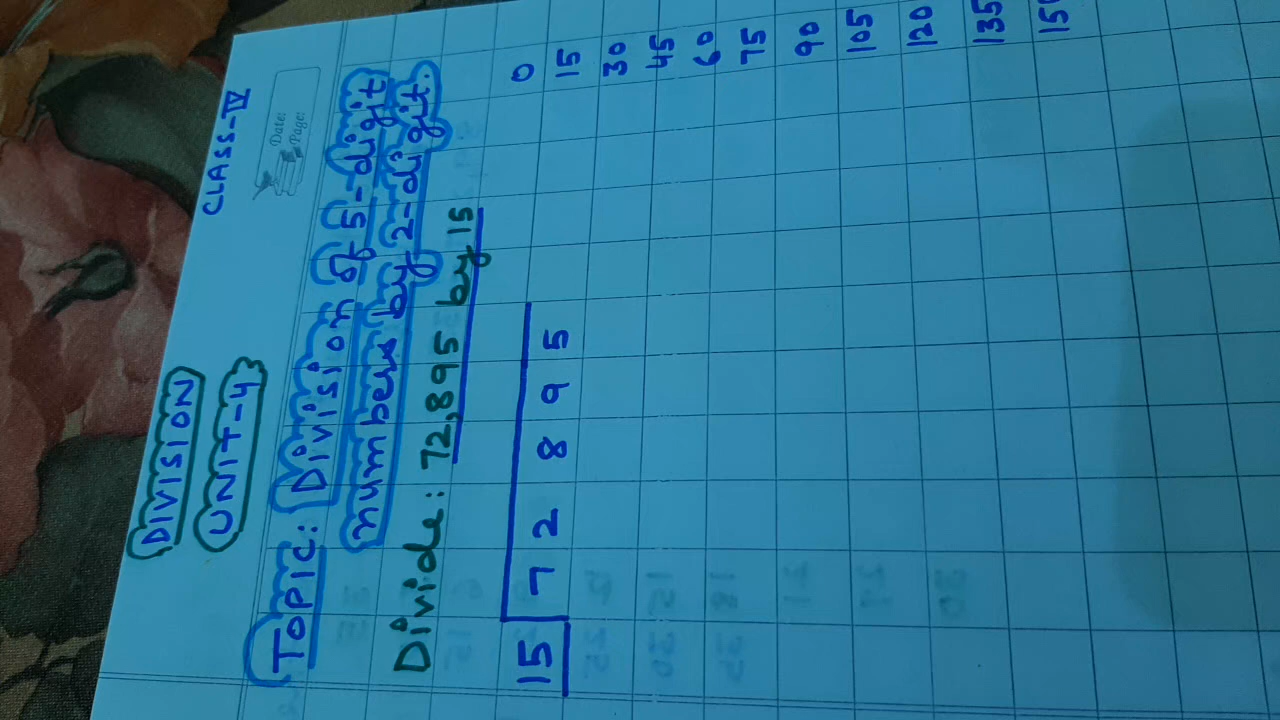 CLASS-IV
DIVISION
UNIT-4
Date:
Page:
TOPIC: Division of 5-digit
numbers by 2-digit.
Divide: 72,895 by 15
15 7 2 8 9 5
0
15
30
45
60
75
90
105
120
135
150